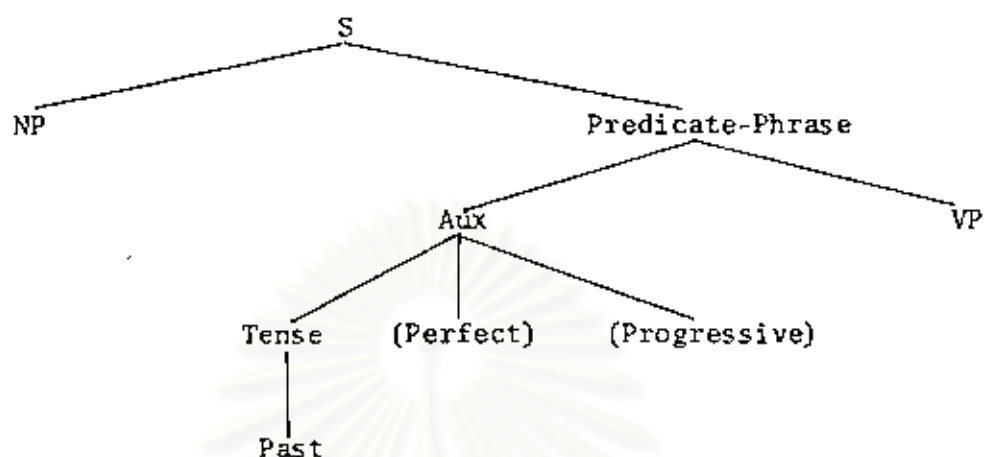 S
NP Predicate-Phrase
Aux VP
Tense (Perfect) (Progressive)
Past